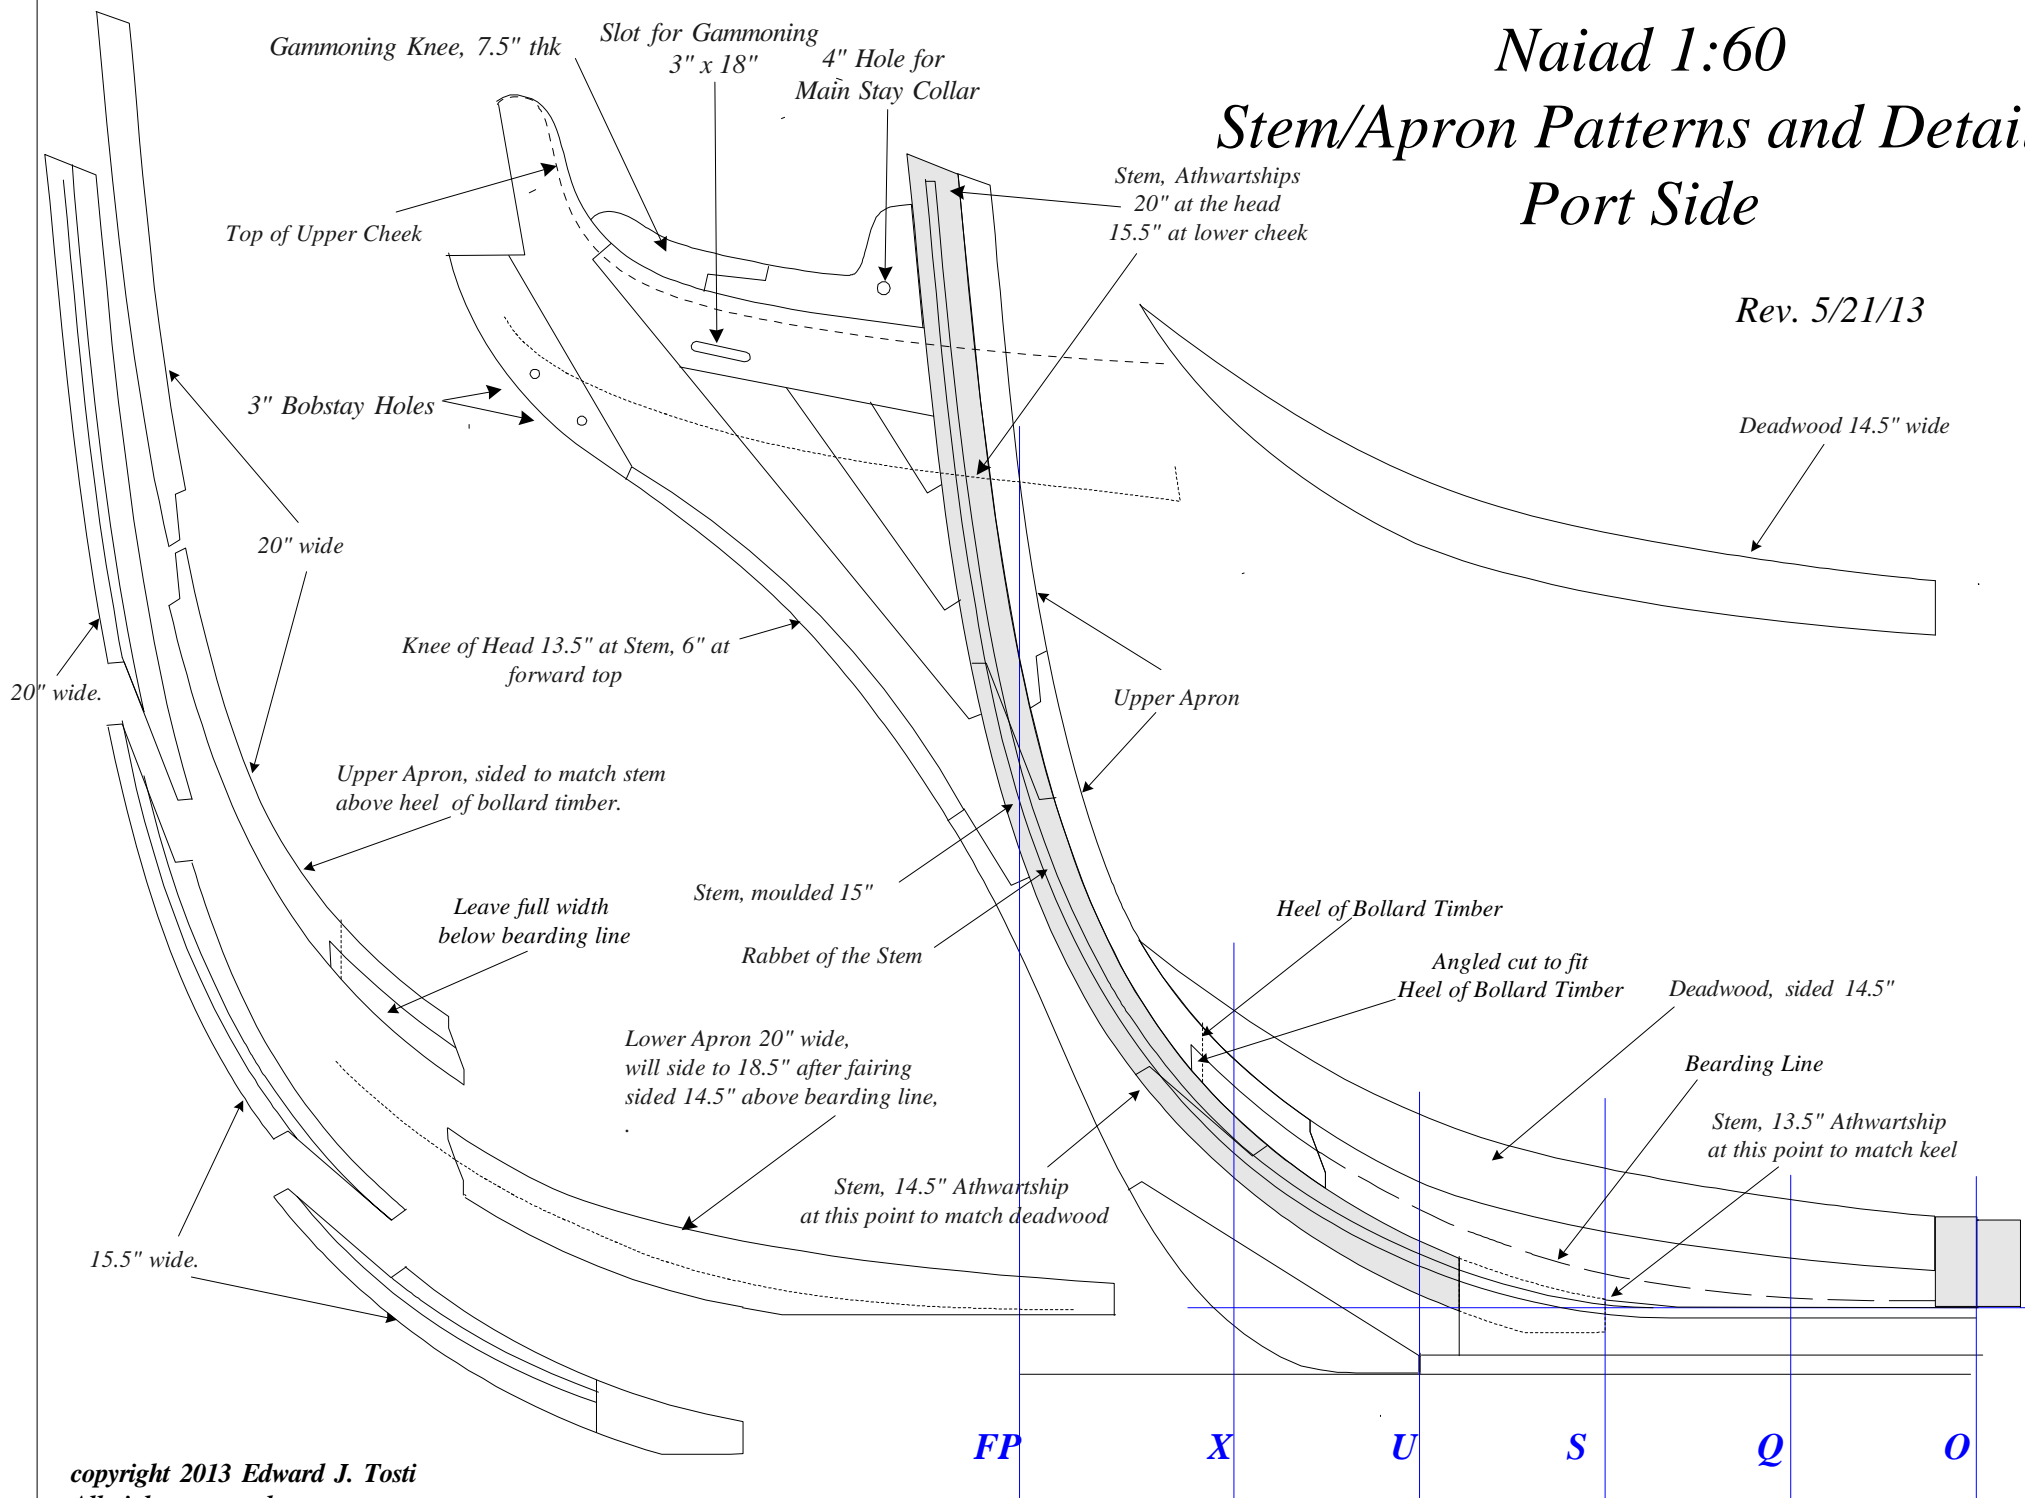 Naiad 1:60
Stem/Apron Patterns and Detai
Port Side
Rev. 5/21/13
Gammoning Knee, 7.5" thk
Slot for Gammoning
3" x 18"
4" Hole for
Main Stay Collar
Stem, Athwartships
20" at the head
15.5" at lower cheek
Top of Upper Cheek
3" Bobstay Holes
Deadwood 14.5" wide
20" wide
Knee of Head 13.5" at Stem, 6" at
forward top
20" wide.
Upper Apron
Upper Apron, sided to match stem
above heel of bollard timber.
Stem, moulded 15"
Leave full width
below bearding line
Rabbet of the Stem
Heel of Bollard Timber
Angled cut to fit
Heel of Bollard Timber
Deadwood, sided 14.5"
Lower Apron 20" wide,
will side to 18.5" after fairing
sided 14.5" above bearding line,
.
Bearding Line
Stem, 13.5" Athwartship
at this point to match keel
Stem, 14.5" Athwartship
at this point to match deadwood
15.5" wide.
FP X U S Q O
copyright 2013 Edward J. Tosti